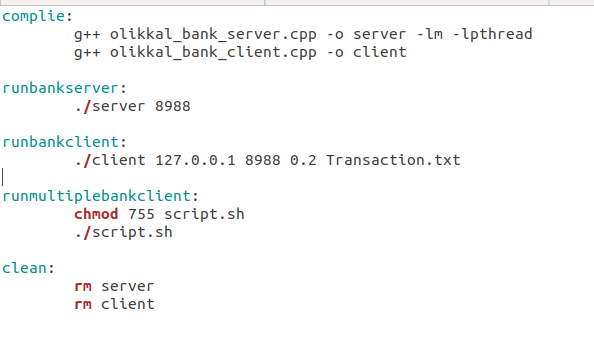 complie:
g++ olikkal_bank_server.cpp -o server -lm -lpthread
g++ olikkal_bank_client.cpp -o client
runbankserver:
./server 8988
runbankclient:
./client 127.0.0.1 8988 0.2 Transaction.txt
runmultiplebankclient:
chmod 755 script.sh
./script.sh
clean:
rm server
rm client